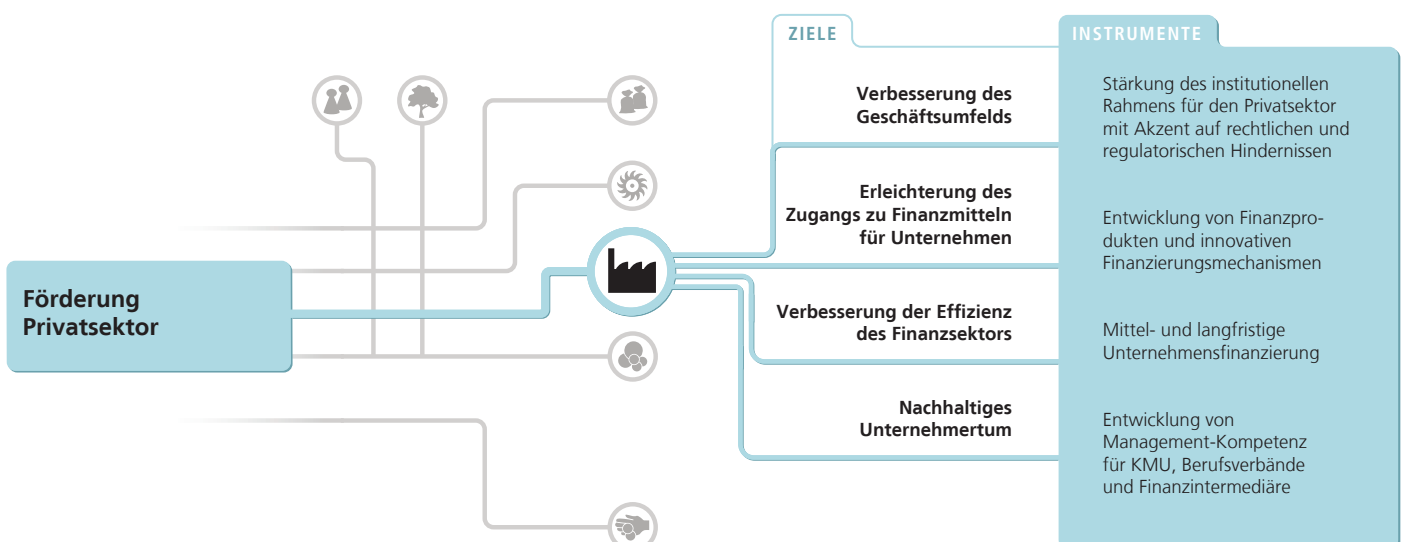 ZIELE
INSTRUMENTE
Förderung
Privatsektor
Verbesserung des
Geschäftsumfelds
Stärkung des institutionellen
Rahmens für den Privatsektor
mit Akzent auf rechtlichen und
regulatorischen Hindernissen
Erleichterung des
Zugangs zu Finanzmitteln
für Unternehmen
Entwicklung von Finanzpro-
dukten und innovativen
Finanzierungsmechanismen
Verbesserung der Effizienz
des Finanzsektors
Mittel- und langfristige
Unternehmensfinanzierung
Nachhaltiges
Unternehmertum
Entwicklung von
Management-Kompetenz
für KMU, Berufsverbände
und Finanzintermediäre